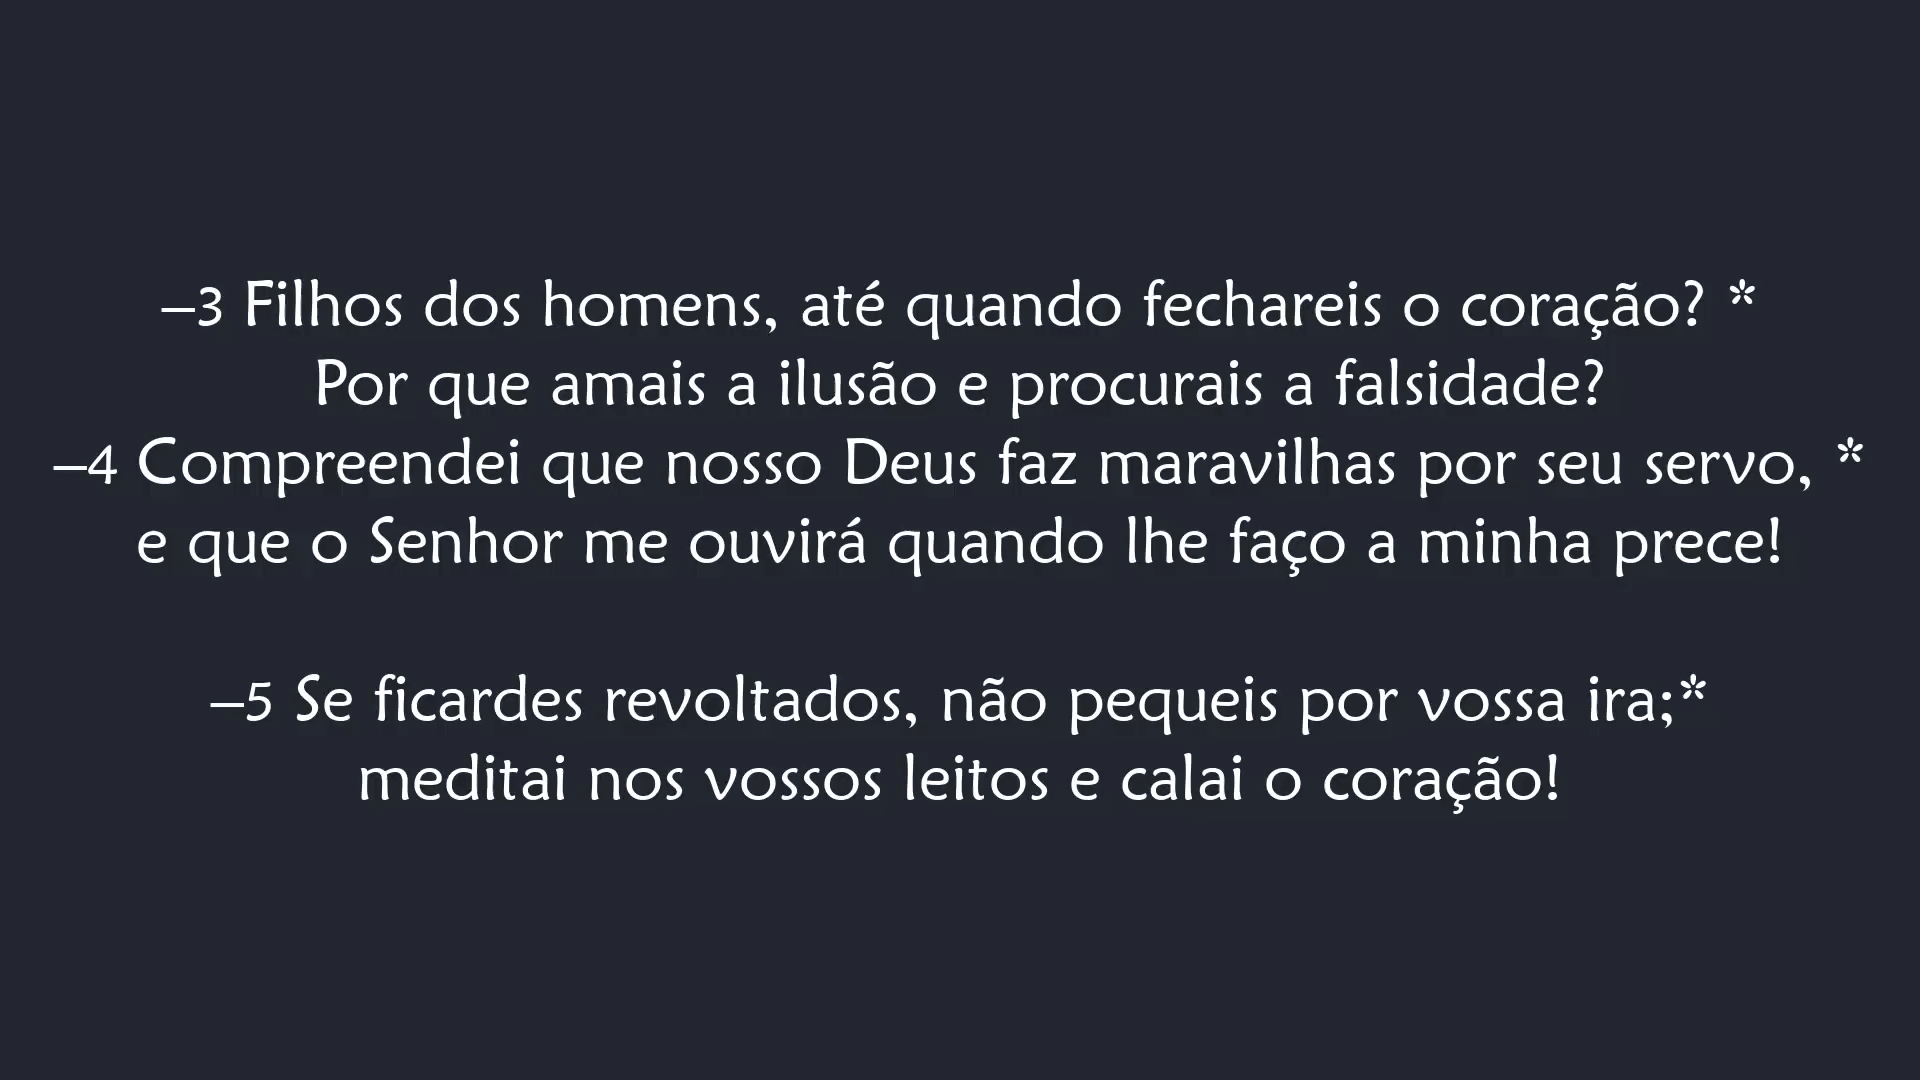 –3 Filhos dos homens, até quando fechareis o coração? *
Por que amais a ilusão e procurais a falsidade?
–4 Compreendei que nosso Deus faz maravilhas por seu servo, *
e que o Senhor me ouvirá quando lhe faço a minha prece!
–5 Se ficardes revoltados, não pequeis por vossa ira;*
meditai nos vossos leitos e calai o coração!